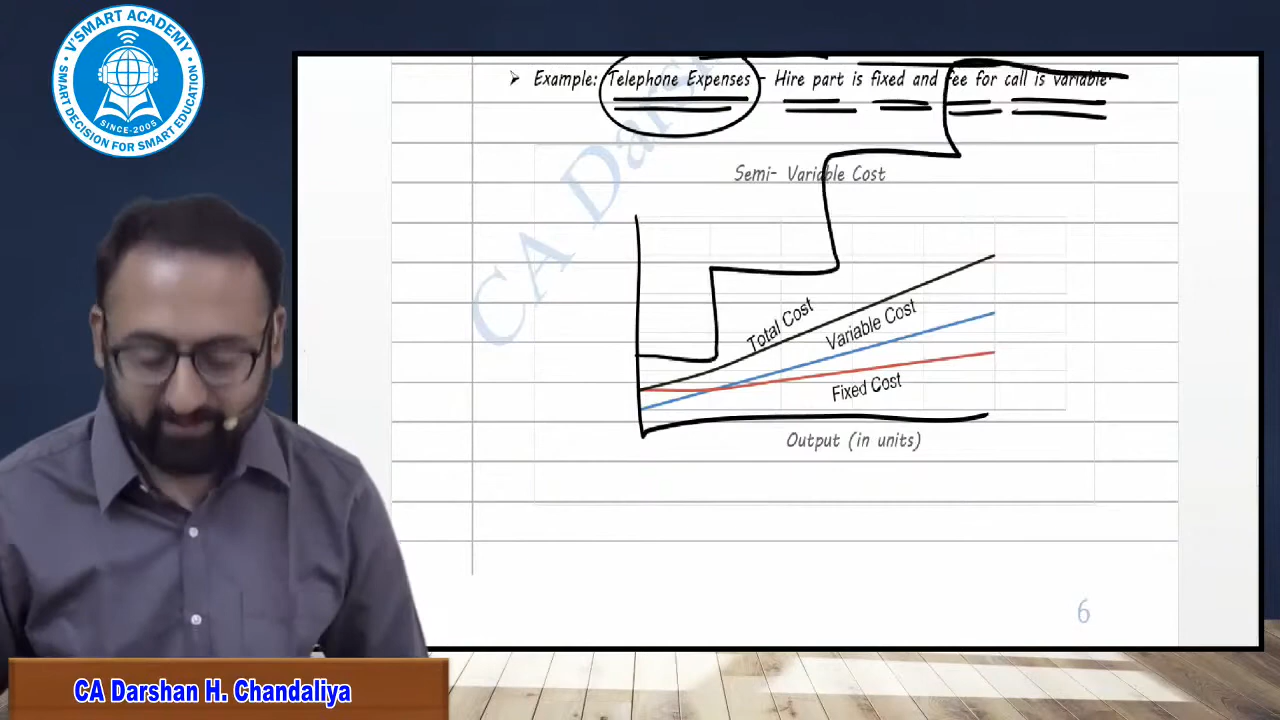 V'SMART ACADEMY
SMART DECISION FOR SMART EDUCATION
SINCE-2005
➤ Example: Telephone Expenses - Hire part is fixed and fee for call is variable.
CA Darsh
Semi- Variable Cost
Total Cost
Variable Cost
Fixed Cost
Output (in units)
6
CA Darshan H. Chandaliya